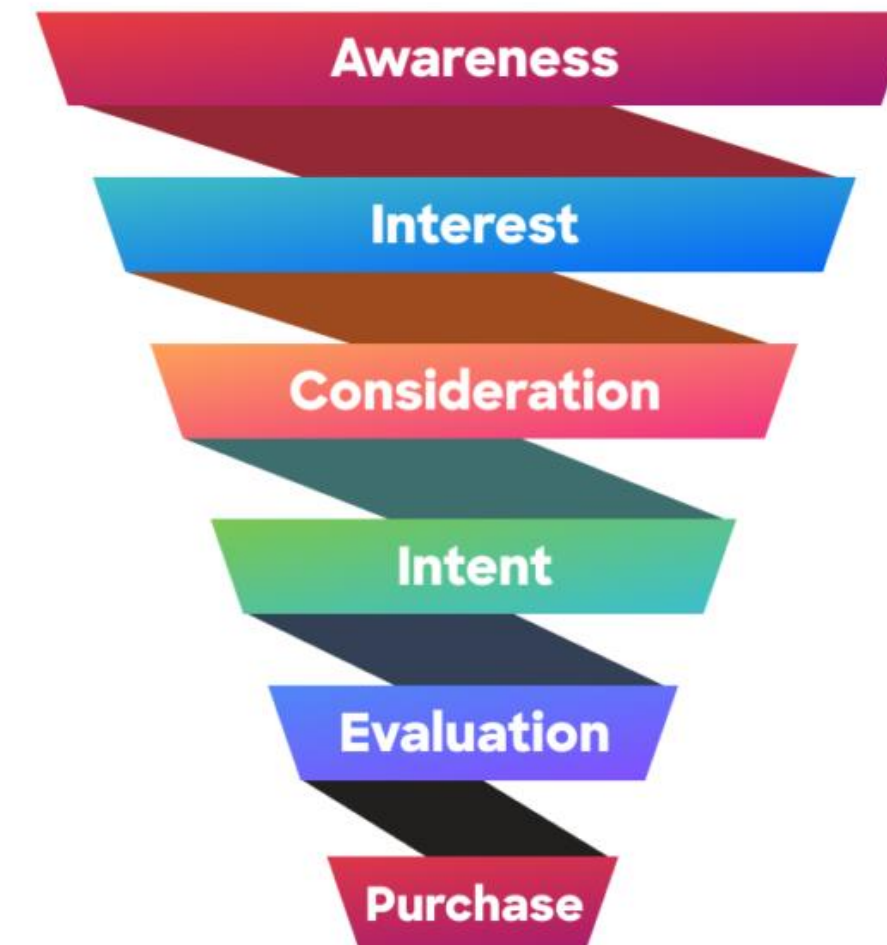 Awareness
Interest
Consideration
Intent
Evaluation
Purchase